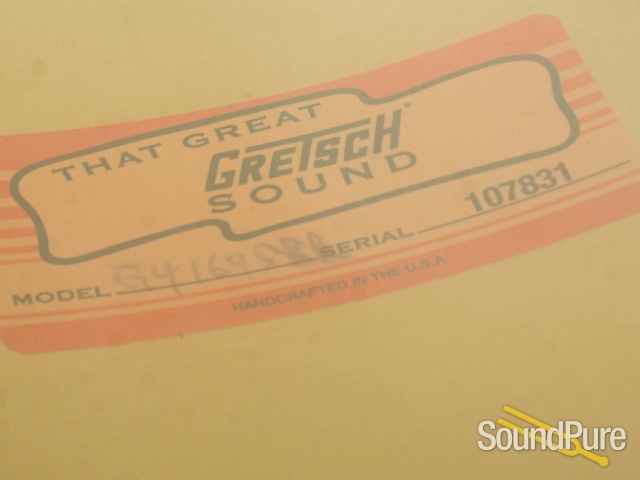 THAT GREAT
GRETSCH®
SOUND
MODEL SERIAL 107831
HANDCRAFTED IN THE U.S.A.
SoundPure